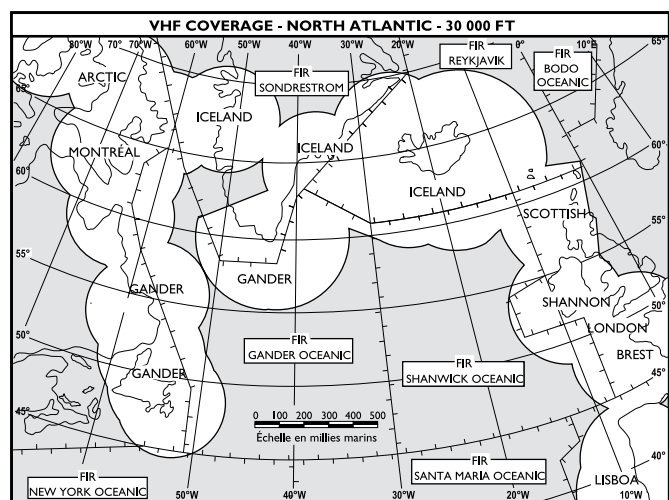 VHF COVERAGE - NORTH ATLANTIC - 30 000 FT
80°W 70° 70°W 60°W 50°W 40°W 30°W 20°W 0° 10°E
FIR
REYKJAVIK
FIR
BODO
OCEANIC
FIR
SONDRESTROM
ARCTIC
65°
65°
ICELAND
MONTRÉAL
ICELAND
ICELAND
60°
60°
SCOTTISH
55°
55°
GANDER
GANDER
SHANNON
50°
50°
LONDON
FIR
GANDER OCEANIC
BREST
FIR
SHANWICK OCEANIC
GANDER
45°
45°
0 100 200 300 400 500
Échelle en millies marins
40°
FIR
SANTA MARIA OCEANIC
FIR
NEW YORK OCEANIC
LISBOA
50°W 40°W 30°W 20°W 10°W